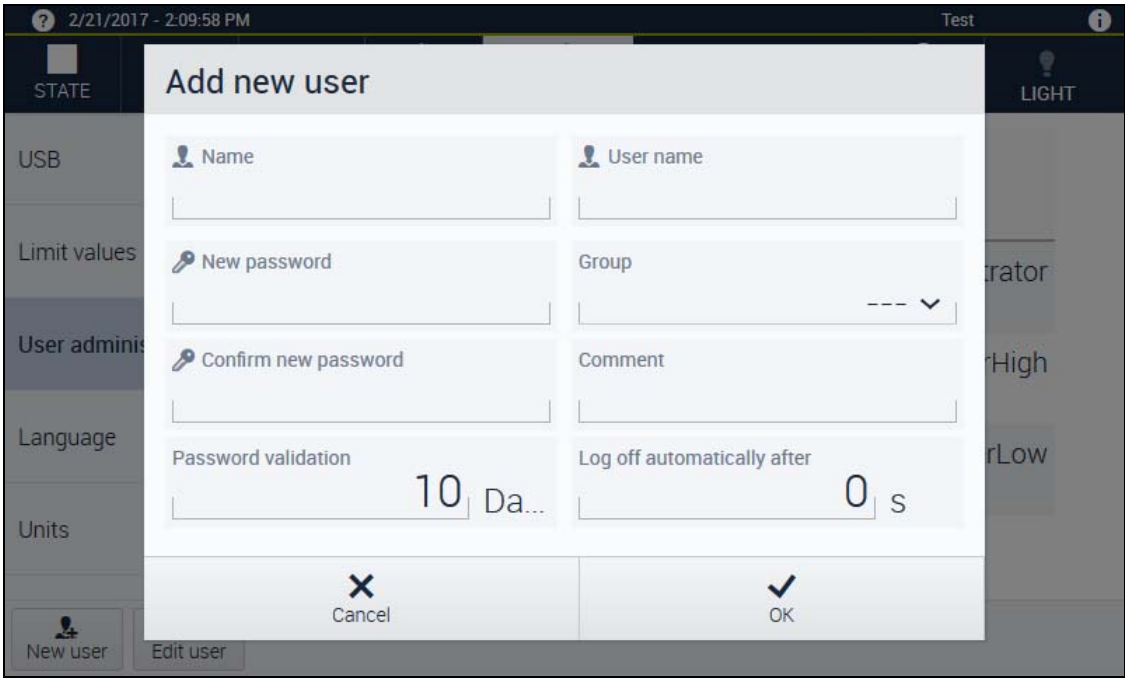 ? 2/21/2017 - 2:09:58 PM Test i
STATE
LIGHT
Add new user
USB
Name
User name
Limit values
New password
Group
---
trator
User adminis
Confirm new password
Comment
rHigh
Language
Password validation
10 Da...
Log off automatically after
0 s
rLow
Units
Cancel
OK
New user
Edit user